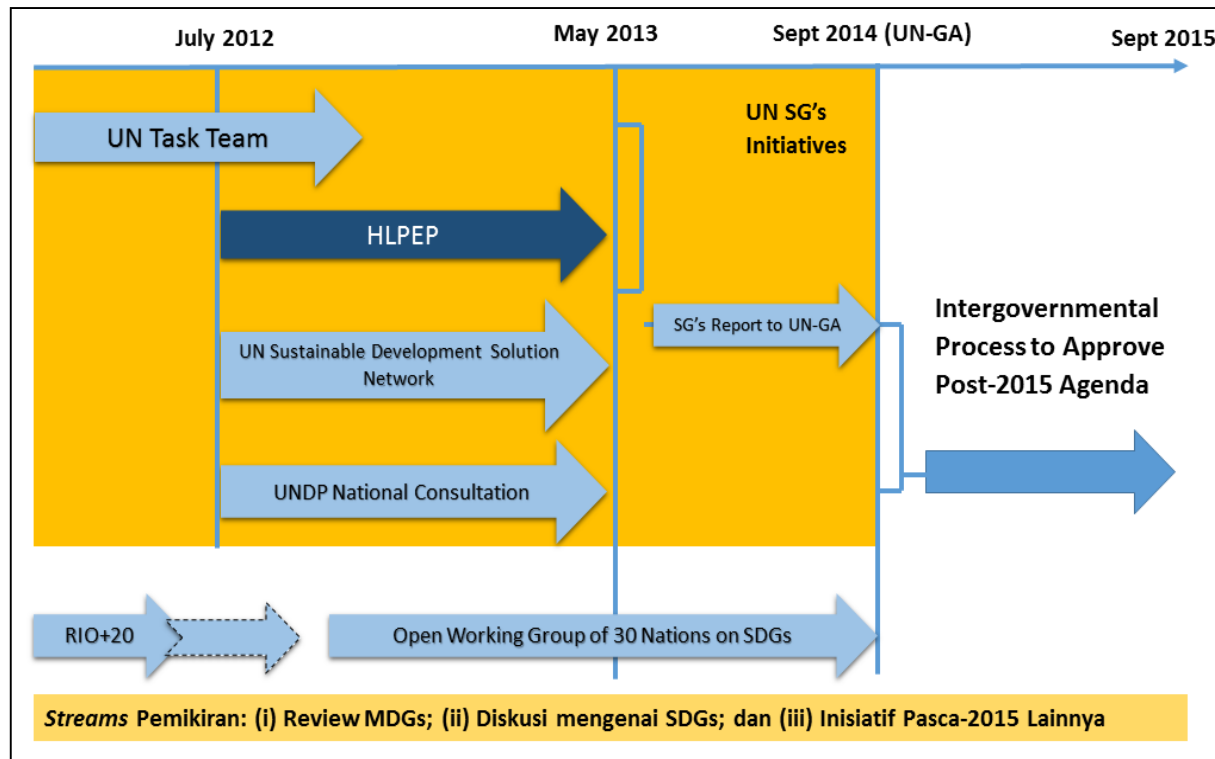 July 2012
May 2013
Sept 2014 (UN-GA)
Sept 2015
UN Task Team
UN SG's
Initiatives
HLPEP
UN Sustainable Development Solution
Network
SG's Report to UN-GA
Intergovernmental
Process to Approve
Post-2015 Agenda
UNDP National Consultation
RIO+20
Open Working Group of 30 Nations on SDGs
Streams Pemikiran: (i) Review MDGs; (ii) Diskusi mengenai SDGs; dan (iii) Inisiatif Pasca-2015 Lainnya